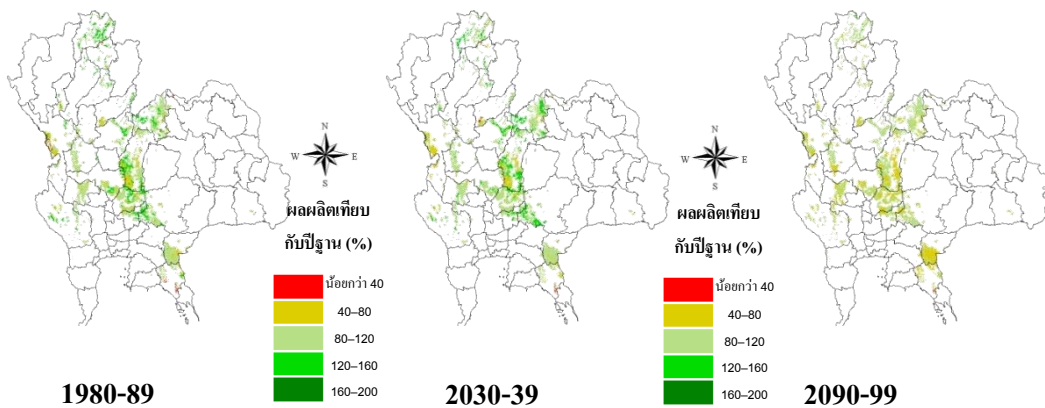 N
W E
S
ผลผลิตเทียบ
กับปีฐาน (%)
น้อยกว่า 40
40–80
80–120
120–160
160–200
1980-89
N
W E
S
ผลผลิตเทียบ
กับปีฐาน (%)
น้อยกว่า 40
40–80
80–120
120–160
160–200
2030-39
2090-99